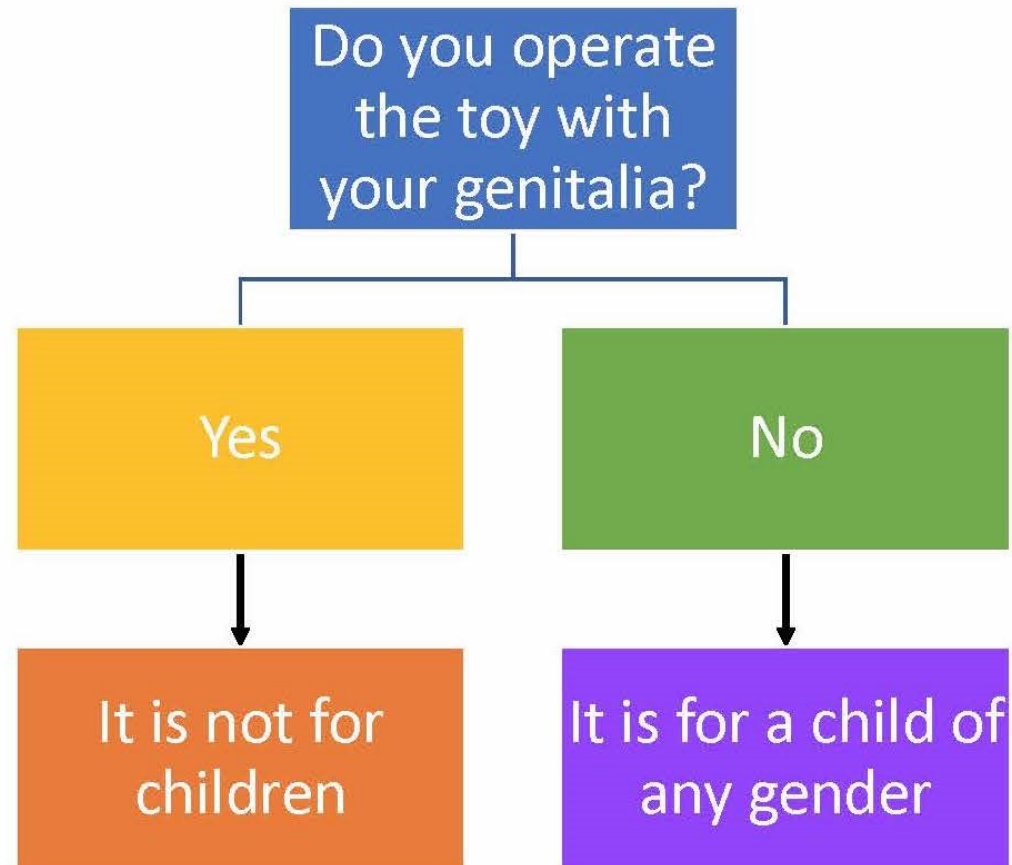 Do you operate
the toy with
your genitalia?
Yes
No
It is not for
children
It is for a child of
any gender